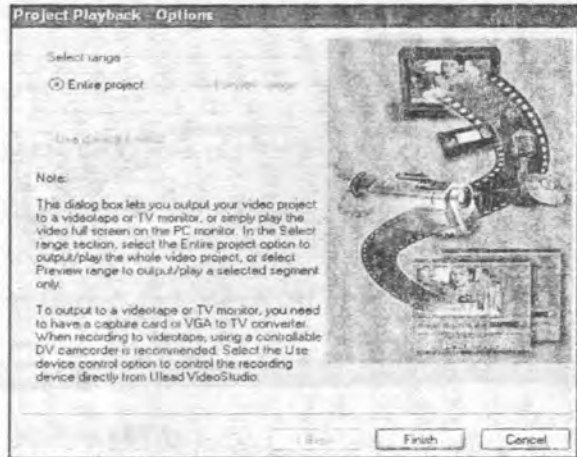 Project Playback - Options
Select range
Entire project
Note:
This dialog box lets you output your video project
to a videotape or TV monitor, or simply play the
video full screen on the PC monitor. In the Select
range section, select the Entire project option to
output/play the whole video project, or select
Preview range to output/play a selected segment
only.
To output to a videotape or TV monitor, you need
to have a capture card or VGA to TV converter.
When recording to videotape, using a controllable
DV camcorder is recommended. Select the Use
device control option to control the recording
device directly from Ulead VideoStudio.
Finish
Cancel